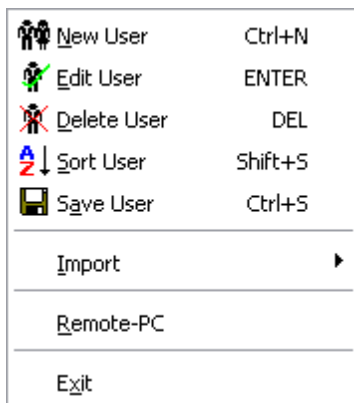 New User Ctrl+N
Edit User ENTER
Delete User DEL
A Z Sort User Shift+S
Save User Ctrl+S
Import
Remote-PC
Exit